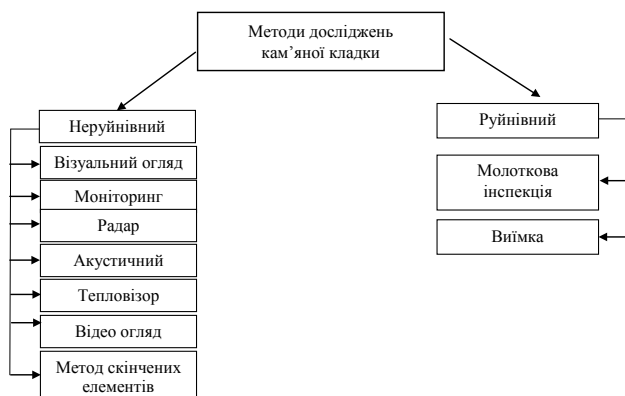 Методи досліджень
кам’яної кладки
Неруйнівний
Візуальний огляд
Моніторинг
Радар
Акустичний
Тепловізор
Відео огляд
Метод скінчених
елементів
Руйнівний
Молоткова
інспекція
Виїмка